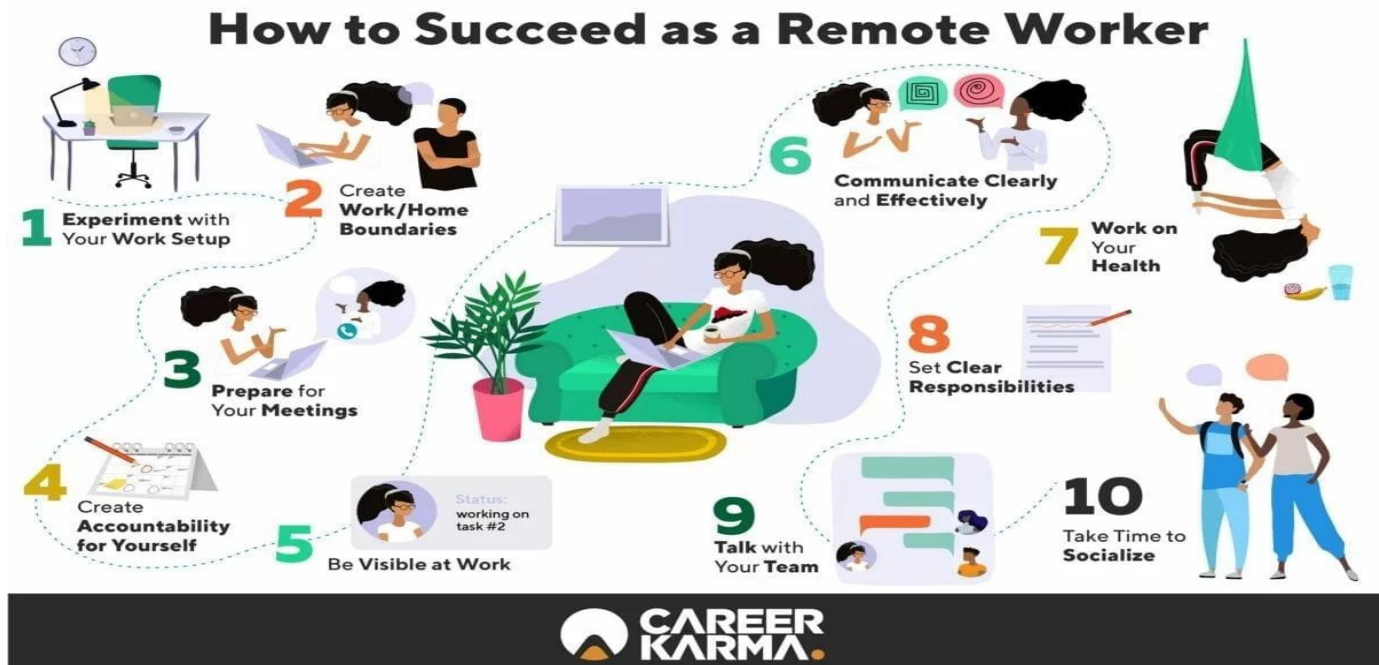 How to Succeed as a Remote Worker
1
Experiment with
Your Work Setup
2
Create
Work/Home
Boundaries
3
Prepare for
Your Meetings
4
Create
Accountability
for Yourself
5
Status:
working on
task #2
Be Visible at Work
6
Communicate Clearly
and Effectively
7
Work on
Your
Health
8
Set Clear
Responsibilities
9
Talk with
Your Team
10
Take Time to
Socialize
CAREER
KARMA.